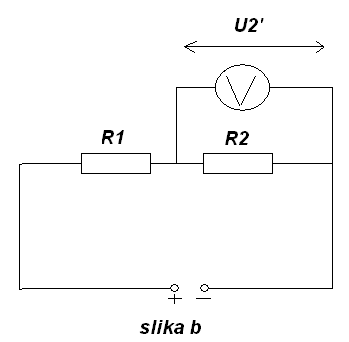 U2'
V
R1 R2
+ −
slika b